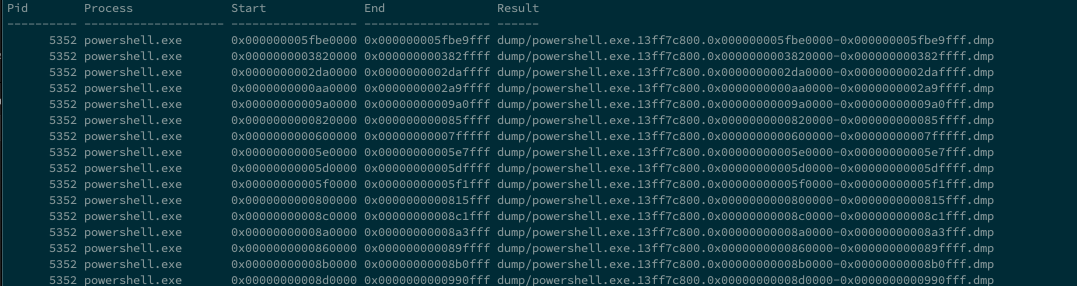 Pid        Process              Start              End                Result
---------- -------------------- ------------------ ------------------ ------
      5352 powershell.exe       0x000000005fbe0000 0x000000005fbe9fff dump/powershell.exe.13ff7c800.0x000000005fbe0000-0x000000005fbe9fff.dmp
      5352 powershell.exe       0x0000000003820000 0x000000000382ffff dump/powershell.exe.13ff7c800.0x0000000003820000-0x000000000382ffff.dmp
      5352 powershell.exe       0x0000000002da0000 0x0000000002daffff dump/powershell.exe.13ff7c800.0x0000000002da0000-0x0000000002daffff.dmp
      5352 powershell.exe       0x0000000000aa0000 0x0000000002a9ffff dump/powershell.exe.13ff7c800.0x0000000000aa0000-0x0000000002a9ffff.dmp
      5352 powershell.exe       0x00000000009a0000 0x00000000009a0fff dump/powershell.exe.13ff7c800.0x00000000009a0000-0x00000000009a0fff.dmp
      5352 powershell.exe       0x0000000000820000 0x000000000085ffff dump/powershell.exe.13ff7c800.0x0000000000820000-0x000000000085ffff.dmp
      5352 powershell.exe       0x0000000000600000 0x00000000007fffff dump/powershell.exe.13ff7c800.0x0000000000600000-0x00000000007fffff.dmp
      5352 powershell.exe       0x00000000005e0000 0x00000000005e7fff dump/powershell.exe.13ff7c800.0x00000000005e0000-0x00000000005e7fff.dmp
      5352 powershell.exe       0x00000000005d0000 0x00000000005dffff dump/powershell.exe.13ff7c800.0x00000000005d0000-0x00000000005dffff.dmp
      5352 powershell.exe       0x00000000005f0000 0x00000000005f1fff dump/powershell.exe.13ff7c800.0x00000000005f0000-0x00000000005f1fff.dmp
      5352 powershell.exe       0x0000000000800000 0x0000000000815fff dump/powershell.exe.13ff7c800.0x0000000000800000-0x0000000000815fff.dmp
      5352 powershell.exe       0x00000000008c0000 0x00000000008c1fff dump/powershell.exe.13ff7c800.0x00000000008c0000-0x00000000008c1fff.dmp
      5352 powershell.exe       0x00000000008a0000 0x00000000008a3fff dump/powershell.exe.13ff7c800.0x00000000008a0000-0x00000000008a3fff.dmp
      5352 powershell.exe       0x0000000000860000 0x000000000089ffff dump/powershell.exe.13ff7c800.0x0000000000860000-0x000000000089ffff.dmp
      5352 powershell.exe       0x00000000008b0000 0x00000000008b0fff dump/powershell.exe.13ff7c800.0x00000000008b0000-0x00000000008b0fff.dmp
      5352 powershell.exe       0x00000000008d0000 0x0000000000990fff dump/powershell.exe.13ff7c800.0x00000000008d0000-0x0000000000990fff.dmp